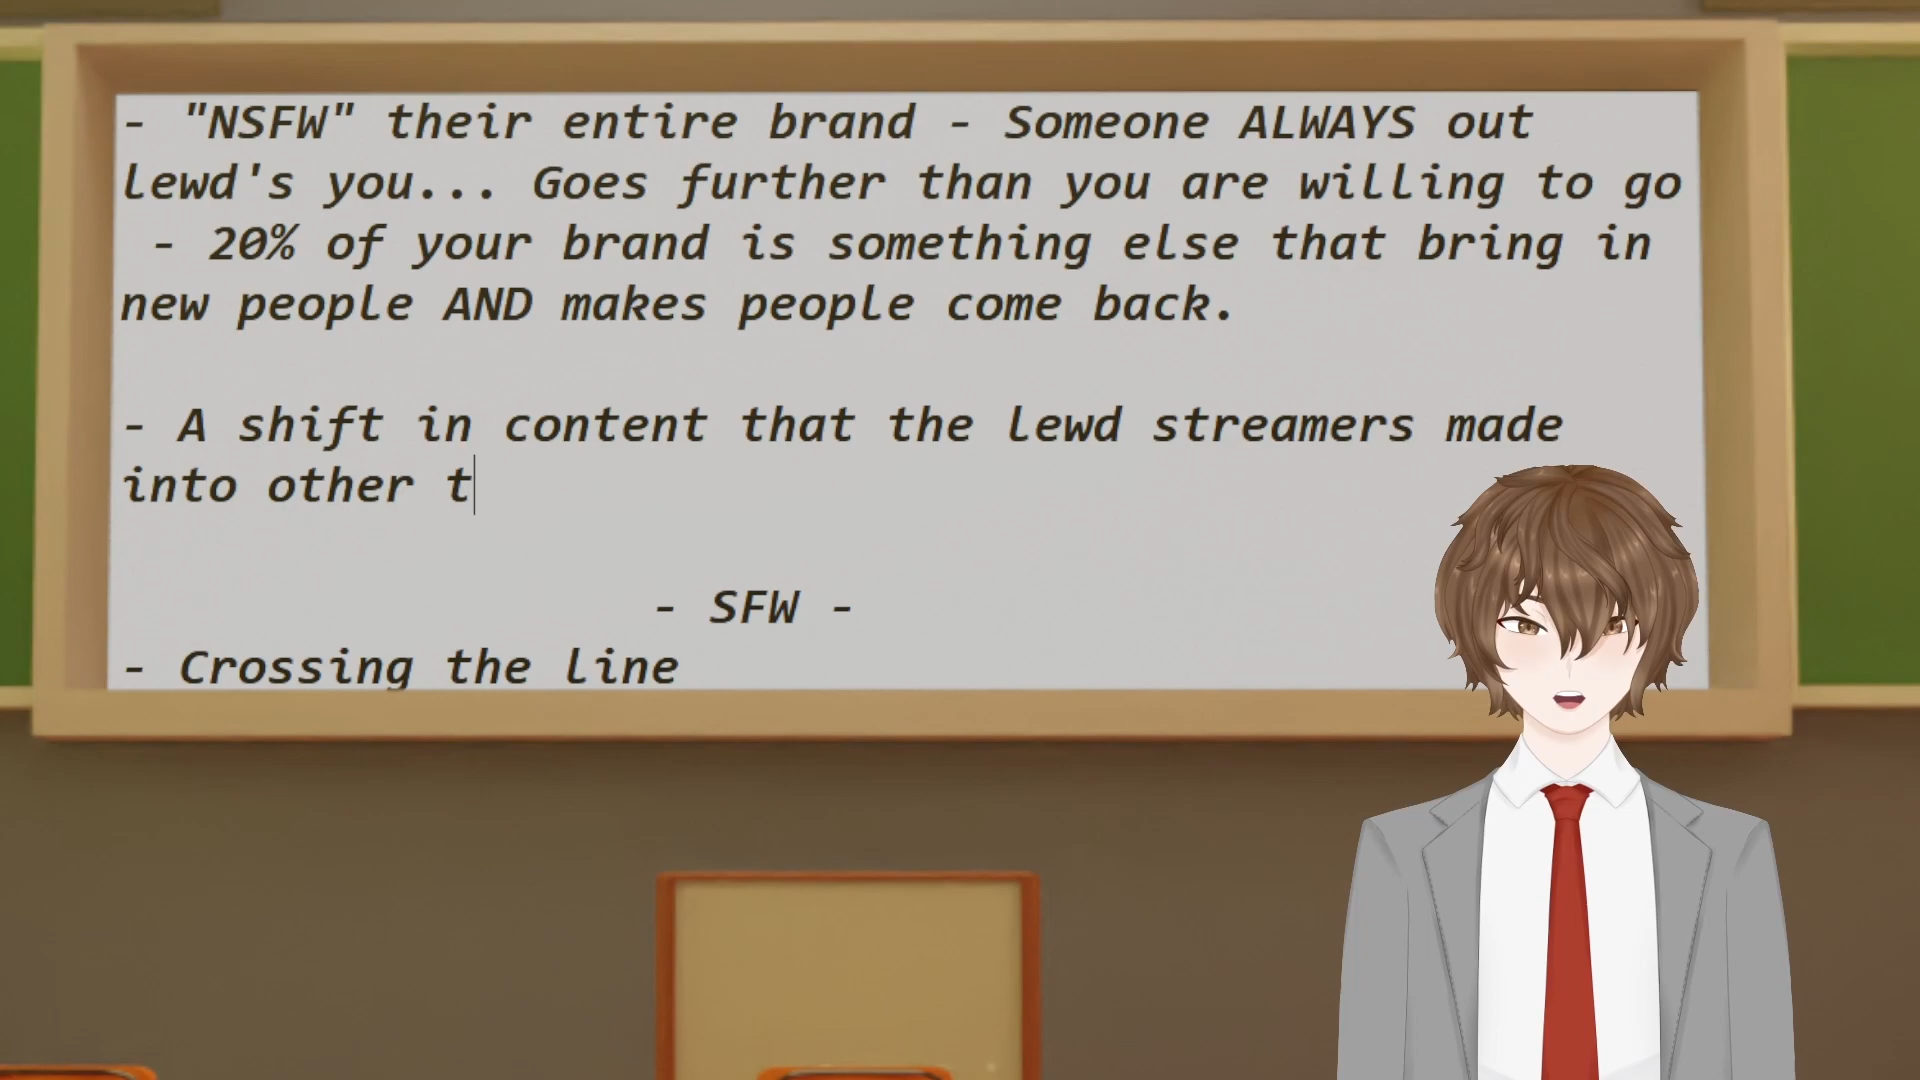 - "NSFW" their entire brand - Someone ALWAYS out
lewd's you... Goes further than you are willing to go
- 20% of your brand is something else that bring in
new people AND makes people come back.
- A shift in content that the lewd streamers made
into other t
- SFW -
- Crossing the line